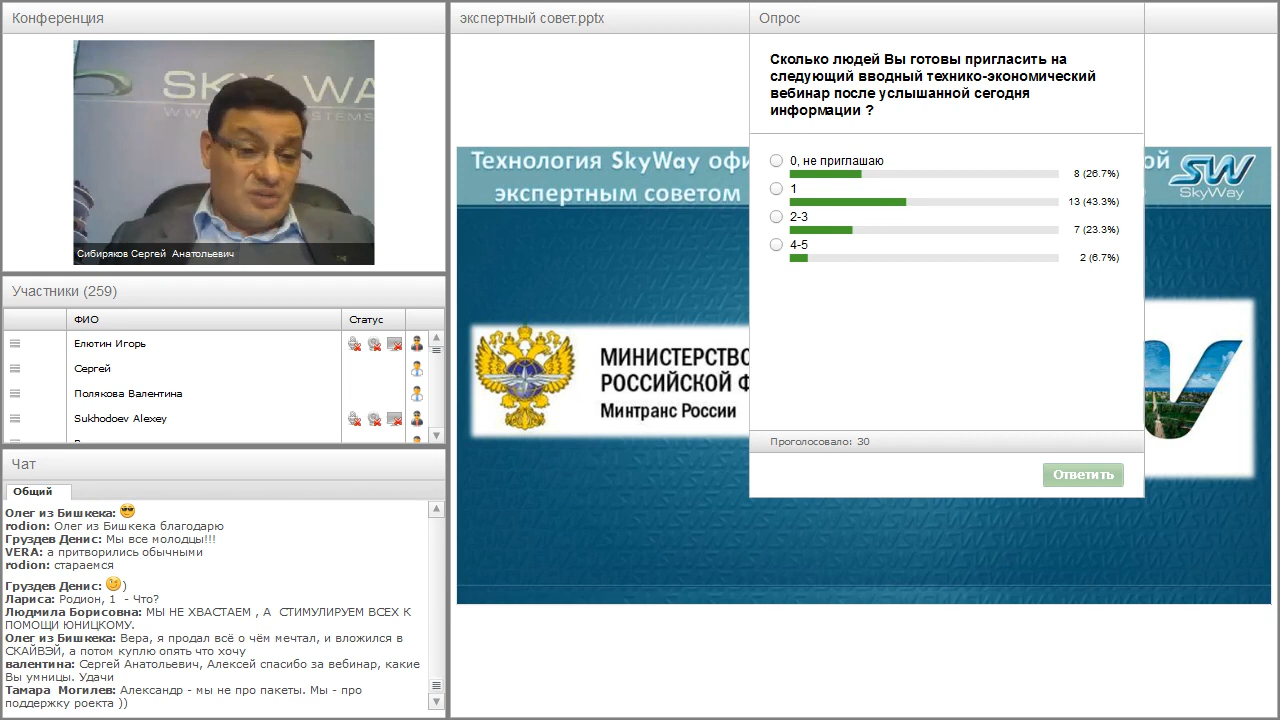 Конференция
SKY WA
Сибиряков Сергей Анатольевич
Участники (259)
ФИО
Статус
Елютин Игорь
Сергей
Полякова Валентина
Sukhodoev Alexey
Чат
Общий
Олег из Бишкека:
rodion: Олег из Бишкека благодарю
Груздев Денис: Мы все молодцы!!!
VERA: а притворились обычными
rodion: стараемся
Груздев Денис: )
Лариса: Родион, 1 - Что?
Людмила Борисовна: МЫ НЕ ХВАСТАЕМ , А СТИМУЛИРУЕМ ВСЕХ К
ПОМОЩИ ЮНИЦКОМУ.
Олег из Бишкека: Вера, я продал всё о чём мечтал, и вложился в
СКАЙВЭЙ, а потом куплю опять что хочу
валентина: Сергей Анатольевич, Алексей спасибо за вебинар, какие
Вы умницы. Удачи
Тамара Могилев: Александр - мы не про пакеты. Мы - про
поддержку роекта ))
экспертный совет.pptx
Технология SkyWay офи
ой
экспертным советом
SW
SkyWay
МИНИСТЕРСТВО
РОССИЙСКОЙ Ф
Минтранс России
Опрос
Сколько людей Вы готовы пригласить на
следующий вводный технико-экономический
вебинар после услышанной сегодня
информации ?
0, не приглашаю
8 (26.7%)
1
13 (43.3%)
2-3
7 (23.3%)
4-5
2 (6.7%)
Проголосовало: 30
Ответить